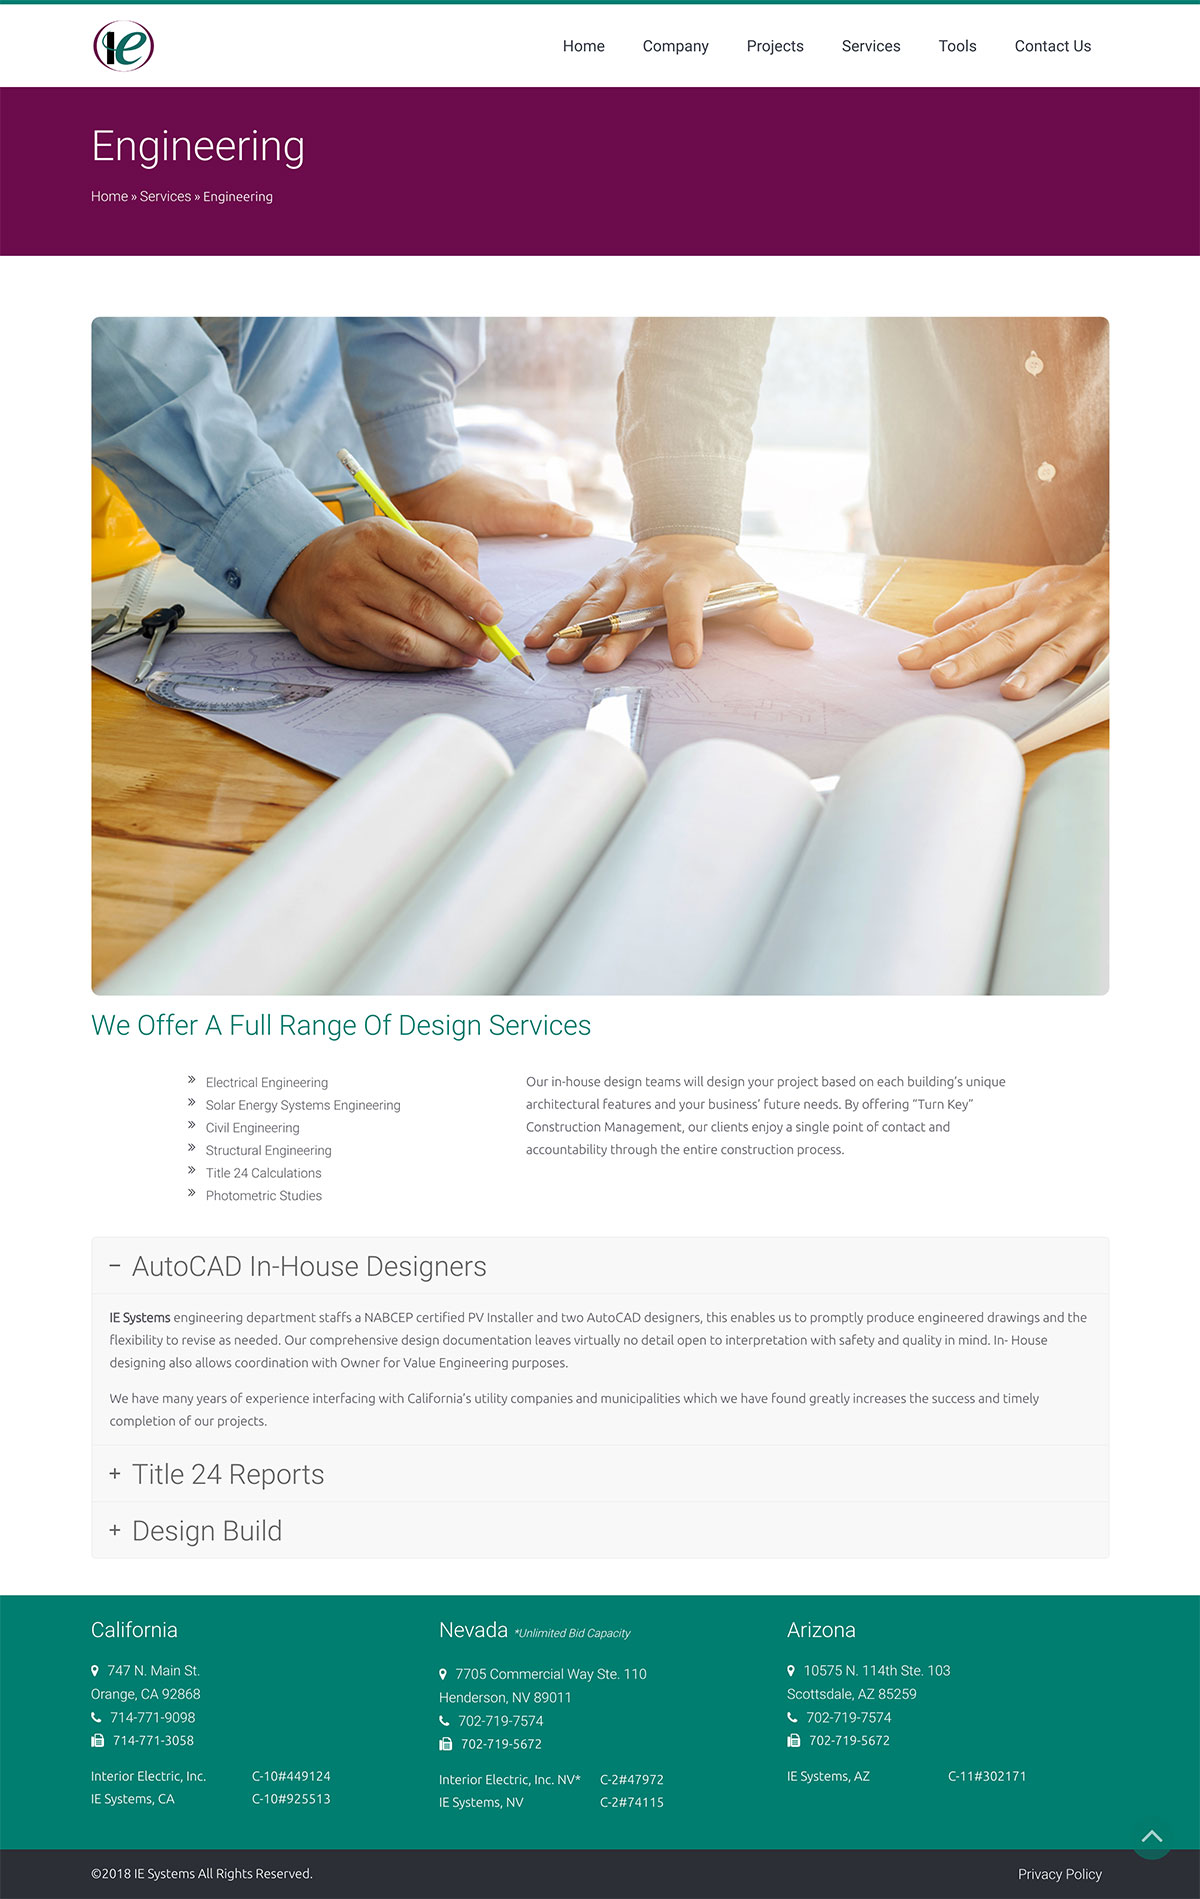 ie
Home Company Projects Services Tools Contact Us
Engineering
Home » Services » Engineering
We Offer A Full Range Of Design Services
» Electrical Engineering
» Solar Energy Systems Engineering
» Civil Engineering
» Structural Engineering
» Title 24 Calculations
» Photometric Studies
Our in-house design teams will design your project based on each building’s unique
architectural features and your business’ future needs. By offering “Turn Key”
Construction Management, our clients enjoy a single point of contact and
accountability through the entire construction process.
− AutoCAD In-House Designers
IE Systems engineering department staffs a NABCEP certified PV Installer and two AutoCAD designers, this enables us to promptly produce engineered drawings and the
flexibility to revise as needed. Our comprehensive design documentation leaves virtually no detail open to interpretation with safety and quality in mind. In- House
designing also allows coordination with Owner for Value Engineering purposes.
We have many years of experience interfacing with California’s utility companies and municipalities which we have found greatly increases the success and timely
completion of our projects.
+ Title 24 Reports
+ Design Build
California
747 N. Main St.
Orange, CA 92868
714-771-9098
714-771-3058
Interior Electric, Inc. C-10#449124
IE Systems, CA C-10#925513
Nevada *Unlimited Bid Capacity
7705 Commercial Way Ste. 110
Henderson, NV 89011
702-719-7574
702-719-5672
Interior Electric, Inc. NV* C-2#47972
IE Systems, NV C-2#74115
Arizona
10575 N. 114th Ste. 103
Scottsdale, AZ 85259
702-719-7574
702-719-5672
IE Systems, AZ C-11#302171
©2018 IE Systems All Rights Reserved.
Privacy Policy